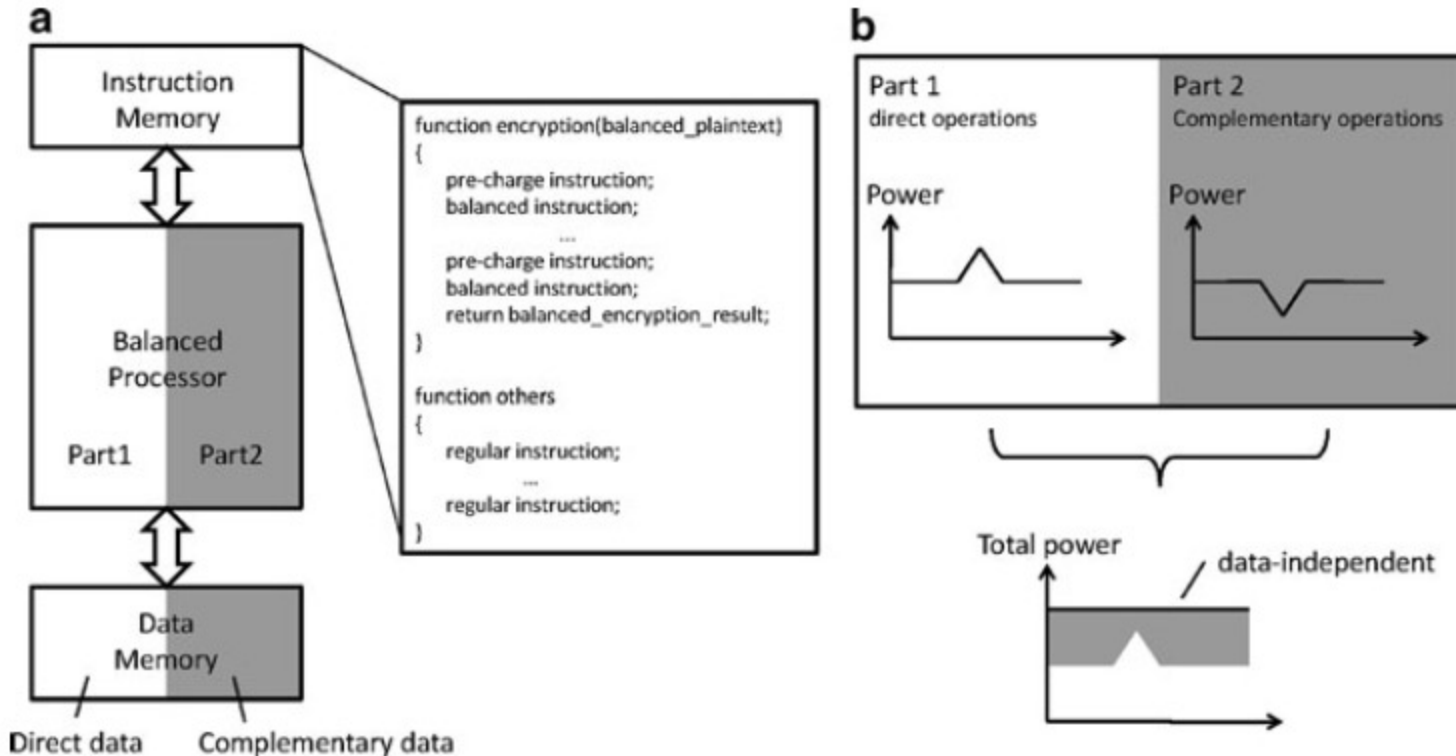 a
Instruction
Memory
Balanced
Processor
Part1
Part2
Data
Memory
Direct data
Complementary data
function encryption(balanced_plaintext)
{
pre-charge instruction;
balanced instruction;
...
pre-charge instruction;
balanced instruction;
return balanced_encryption_result;
}
function others
{
regular instruction;
...
regular instruction;
}
b
Part 1
direct operations
Power
Part 2
Complementary operations
Power
Total power
data-independent